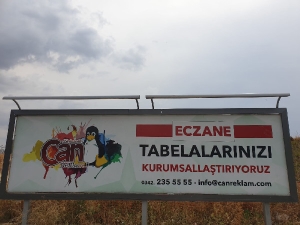 Can
ECZANE
TABELALARINIZI
KURUMSALLAŞTIRIYORUZ
0342. 235 55 55 - info@canreklam.com